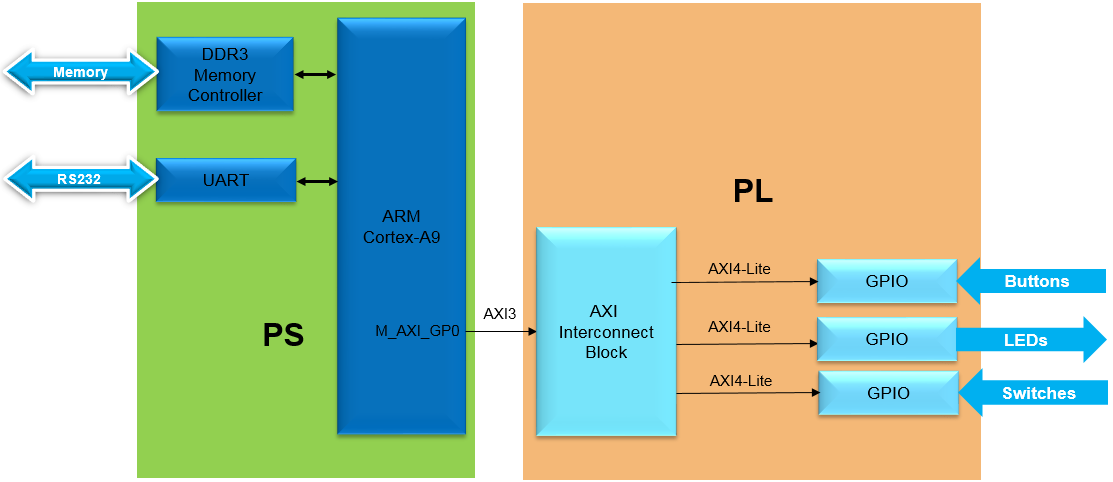 Memory
DDR3
Memory
Controller
RS232
UART
ARM
Cortex-A9
M_AXI_GP0
PS
AXI3
PL
AXI
Interconnect
Block
AXI4-Lite
GPIO
Buttons
AXI4-Lite
GPIO
LEDs
AXI4-Lite
GPIO
Switches